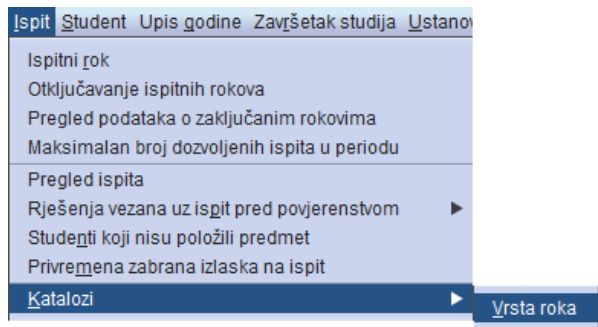 Ispit Student Upis godine Završetak studija Ustanov
Ispitni rok
Otključavanje ispitnih rokova
Pregled podataka o zaključanim rokovima
Maksimalan broj dozvoljenih ispita u periodu
Pregled ispita
Rješenja vezana uz ispit pred povjerenstvom
Studenti koji nisu položili predmet
Privremena zabrana izlaska na ispit
Katalozi
Vrsta roka